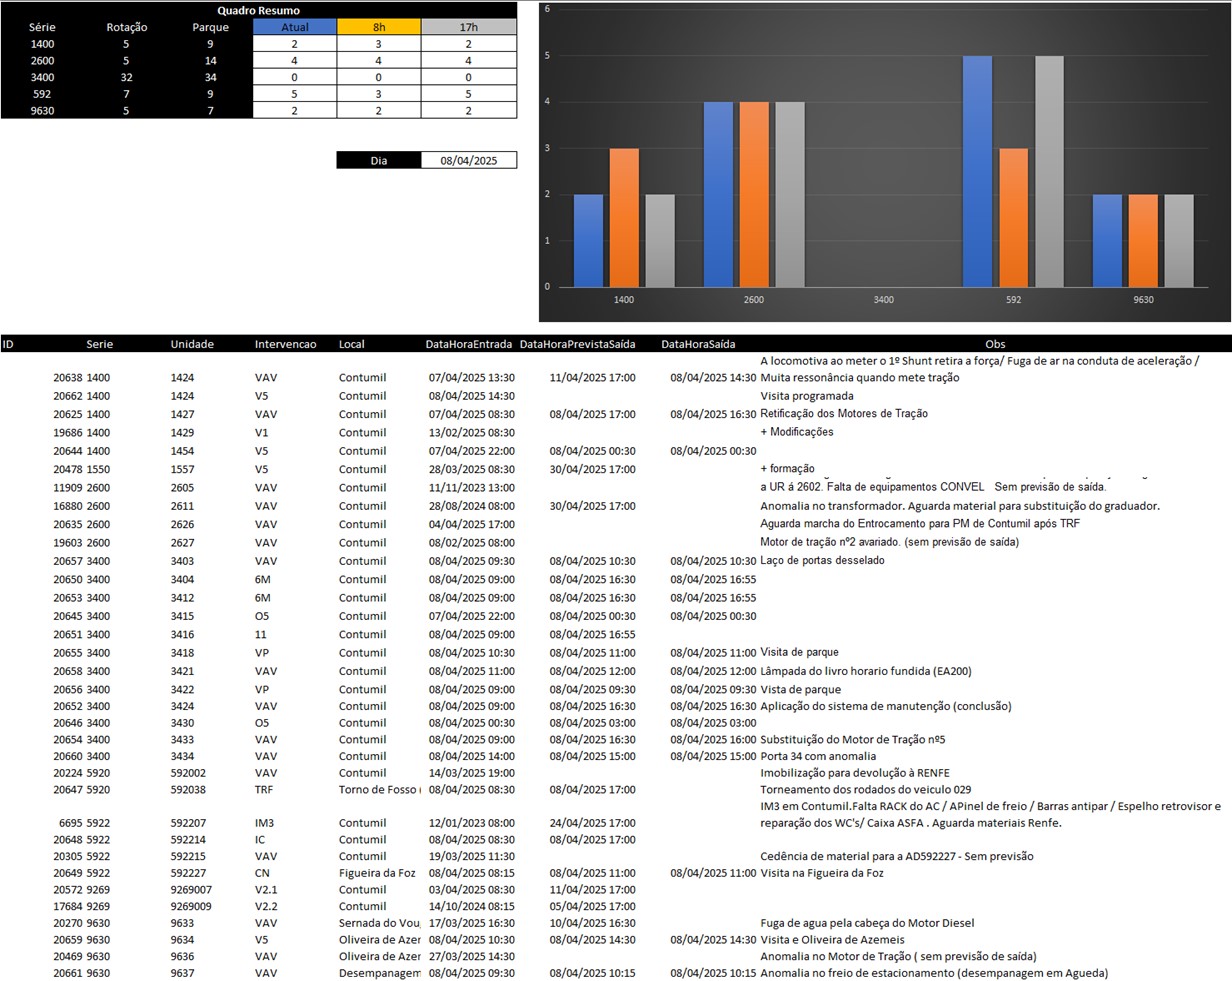 Quadro Resumo
Série Rotação Parque Atual 8h 17h
1400 5 9 2 3 2
2600 5 14 4 4 4
3400 32 34 0 0 0
592 7 9 5 3 5
9630 5 7 2 2 2
Dia 08/04/2025
6
5
4
3
2
1
0
1400 2600 3400 592 9630
ID Serie Unidade Intervencao Local DataHoraEntrada DataHoraPrevistaSaída DataHoraSaída Obs
A locomotiva ao meter o 1º Shunt retira a força/ Fuga de ar na conduta de aceleração /
20638 1400 1424 VAV Contumil 07/04/2025 13:30 11/04/2025 17:00 08/04/2025 14:30 Muita ressonância quando mete tração
20662 1400 1424 V5 Contumil 08/04/2025 14:30 Visita programada
20625 1400 1427 VAV Contumil 07/04/2025 08:30 08/04/2025 17:00 08/04/2025 16:30 Retificação dos Motores de Tração
19686 1400 1429 V1 Contumil 13/02/2025 08:30 + Modificações
20644 1400 1454 V5 Contumil 07/04/2025 22:00 08/04/2025 00:30 08/04/2025 00:30
20478 1550 1557 V5 Contumil 28/03/2025 08:30 30/04/2025 17:00 + formação
11909 2600 2605 VAV Contumil 11/11/2023 13:00 a UR á 2602. Falta de equipamentos CONVEL Sem previsão de saída.
16880 2600 2611 VAV Contumil 28/08/2024 08:00 30/04/2025 17:00 Anomalia no transformador. Aguarda material para substituição do graduador.
20635 2600 2626 VAV Contumil 04/04/2025 17:00 Aguarda marcha do Entrocamento para PM de Contumil após TRF
19603 2600 2627 VAV Contumil 08/02/2025 08:00 Motor de tração nº2 avariado. (sem previsão de saída)
20657 3400 3403 VAV Contumil 08/04/2025 09:30 08/04/2025 10:30 08/04/2025 10:30 Laço de portas desselado
20650 3400 3404 6M Contumil 08/04/2025 09:00 08/04/2025 16:30 08/04/2025 16:55
20653 3400 3412 6M Contumil 08/04/2025 09:00 08/04/2025 16:30 08/04/2025 16:55
20645 3400 3415 O5 Contumil 07/04/2025 22:00 08/04/2025 00:30 08/04/2025 00:30
20651 3400 3416 11 Contumil 08/04/2025 09:00 08/04/2025 16:55
20655 3400 3418 VP Contumil 08/04/2025 10:30 08/04/2025 11:00 08/04/2025 11:00 Visita de parque
20658 3400 3421 VAV Contumil 08/04/2025 11:00 08/04/2025 12:00 08/04/2025 12:00 Lâmpada do livro horario fundida (EA200)
20656 3400 3422 VP Contumil 08/04/2025 09:00 08/04/2025 09:30 08/04/2025 09:30 Vista de parque
20652 3400 3424 VAV Contumil 08/04/2025 09:00 08/04/2025 16:30 08/04/2025 16:30 Aplicação do sistema de manutenção (conclusão)
20646 3400 3430 O5 Contumil 08/04/2025 00:30 08/04/2025 03:00 08/04/2025 03:00
20654 3400 3433 VAV Contumil 08/04/2025 09:00 08/04/2025 16:30 08/04/2025 16:00 Substituição do Motor de Tração nº5
20660 3400 3434 VAV Contumil 08/04/2025 14:00 08/04/2025 15:00 08/04/2025 15:00 Porta 34 com anomalia
20224 5920 592002 VAV Contumil 14/03/2025 19:00 Imobilização para devolução à RENFE
20647 5920 592038 TRF Torno de Fosso ( 08/04/2025 08:30 08/04/2025 17:00 Torneamento dos rodados do veiculo 029
IM3 em Contumil.Falta RACK do AC / APinel de freio / Barras antipar / Espelho retrovisor e
6695 5922 592207 IM3 Contumil 12/01/2023 08:00 24/04/2025 17:00 reparação dos WC's/ Caixa ASFA . Aguarda materiais Renfe.
20648 5922 592214 IC Contumil 08/04/2025 08:30 08/04/2025 17:00
20305 5922 592215 VAV Contumil 19/03/2025 11:30 Cedência de material para a AD592227 - Sem previsão
20649 5922 592227 CN Figueira da Foz 08/04/2025 08:15 08/04/2025 11:00 08/04/2025 11:00 Visita na Figueira da Foz
20572 9269 9269007 V2.1 Contumil 03/04/2025 08:30 11/04/2025 17:00
17684 9269 9269009 V2.2 Contumil 14/10/2024 08:15 05/04/2025 17:00
20270 9630 9633 VAV Sernada do Vou 17/03/2025 16:30 10/04/2025 16:30 Fuga de agua pela cabeça do Motor Diesel
20659 9630 9634 V5 Oliveira de Azer 08/04/2025 10:30 08/04/2025 14:30 08/04/2025 14:30 Visita e Oliveira de Azemeis
20469 9630 9636 VAV Oliveira de Azer 27/03/2025 14:30 Anomalia no Motor de Tração ( sem previsão de saída)
20661 9630 9637 VAV Desempanagem 08/04/2025 09:30 08/04/2025 10:15 08/04/2025 10:15 Anomalia no freio de estacionamento (desempanagem em Agueda)